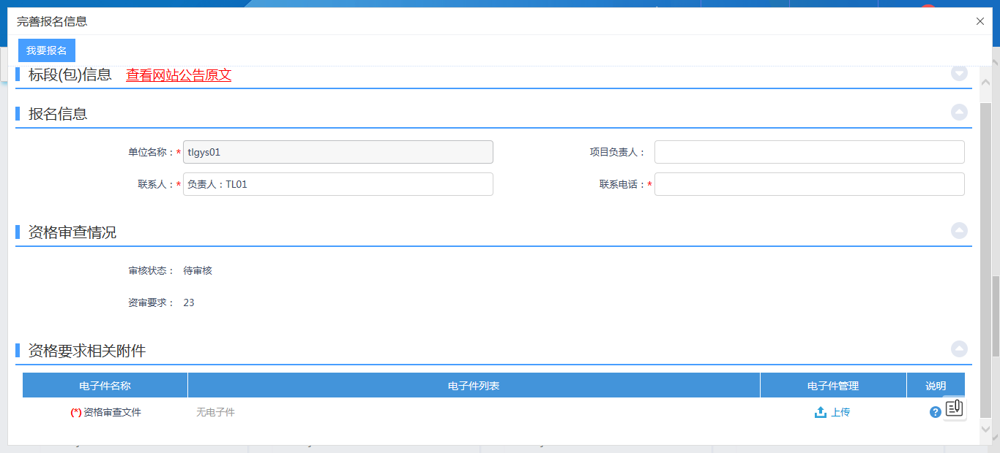 完善报名信息
我要报名
标段(包)信息 查看网站公告原文
报名信息
单位名称：* tlgys01 项目负责人：
联系人：* 负责人：TL01 联系电话：*
资格审查情况
审核状态： 待审核
资审要求： 23
资格要求相关附件
电子件名称 电子件列表 电子件管理 说明
(*) 资格审查文件 无电子件 上传